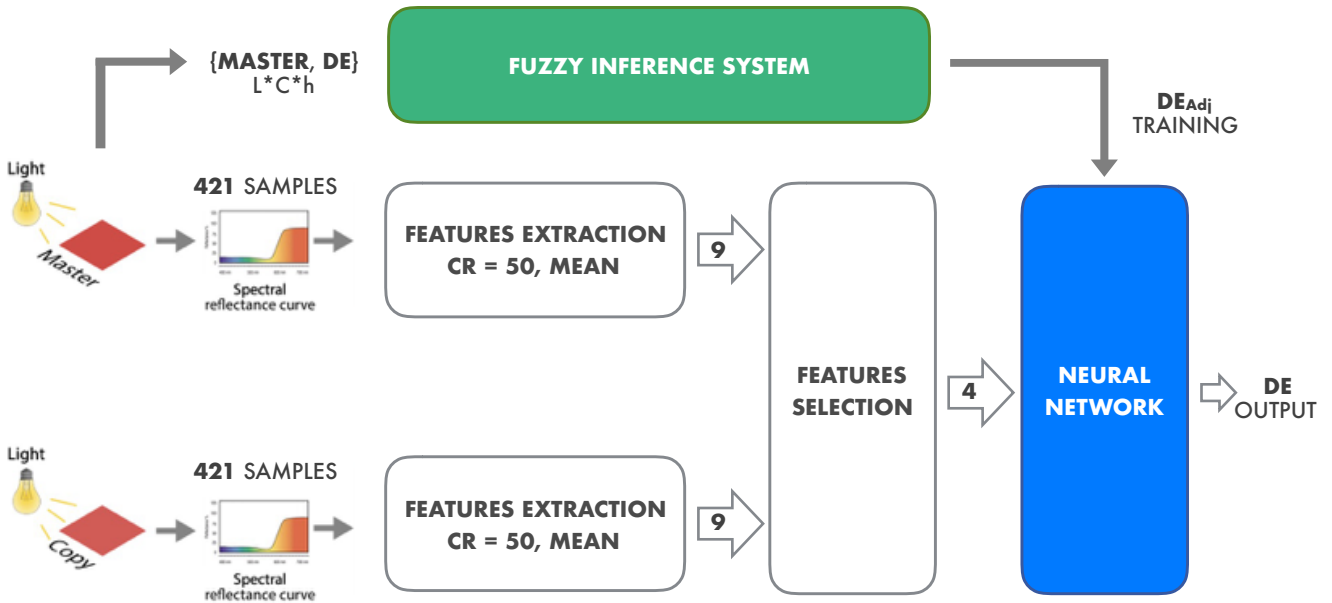 {MASTER, DE}
L*C*h
FUZZY INFERENCE SYSTEM
DEAdj
TRAINING
Light
Master
421 SAMPLES
Spectral
reflectance curve
FEATURES EXTRACTION
CR = 50, MEAN
9
FEATURES
SELECTION
4
NEURAL
NETWORK
DE
OUTPUT
Light
Copy
421 SAMPLES
Spectral
reflectance curve
FEATURES EXTRACTION
CR = 50, MEAN
9